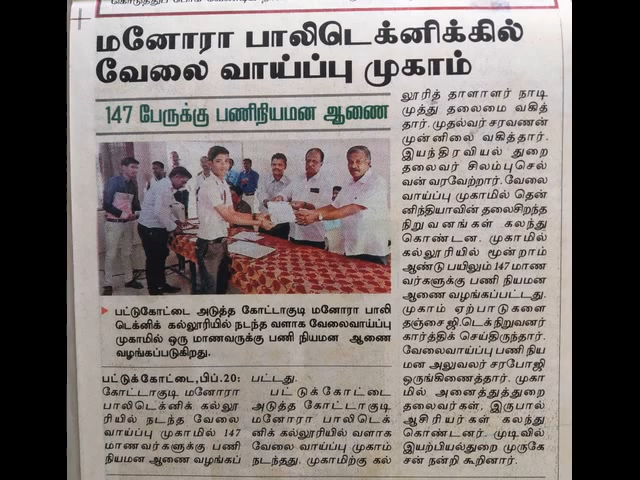 மனோரா பாலிடெக்னிக்கில்
வேலை வாய்ப்பு முகாம்
147 பேருக்கு பணிநியமன ஆணை
பட்டுகோட்டை அடுத்த கோட்டாகுடி மனோரா பாலி
டெக்னிக் கல்லூரியில் நடந்த வளாக வேலைவாய்ப்பு
முகாமில் ஒரு மாணவருக்கு பணி நியமன ஆணை
வழங்கப்படுகிறது.
பட்டுக்கோட்டை,பிப்.20:
கோட்டாகுடி மனோரா
பாலிடெக்னிக் கல்லூ
ரியில் நடந்த வேலை
வாய்ப்பு முகாமில் 147
மாணவர்களுக்கு பணி
நியமன ஆணை வழங்கப்
பட்டது.
பட்டுக்கோட்டை
அடுத்த கோட்டாகுடி
மனோரா பாலிடெக்
னிக் கல்லூரியில் வளாக
வேலை வாய்ப்பு முகாம்
நடந்தது. முகாமிற்கு கல்
லூரித் தாளாளர் நாடி
முத்து தலைமை வகித்
தார். முதல்வர் சரவணன்
முன்னிலை வகித்தார்.
இயந்திரவியல் துறை
தலைவர் சிலம்புசெல்
வன் வரவேற்றார். வேலை
வாய்ப்பு முகாமில் தென்
னிந்தியாவின் தலைசிறந்த
நிறுவனங்கள் கலந்து
கொண்டன. முகாமில்
கல்லூரியில் மூன்றாம்
ஆண்டு பயிலும் 147 மாண
வர்களுக்கு பணி நியமன
ஆணை வழங்கப்பட்டது.
முகாம் ஏற்பாடுகளை
தஞ்சை ஜி.டெக் நிறுவனர்
கார்த்திக் செய்திருந்தார்.
வேலைவாய்ப்பு பணி நிய
மன அலுவலர் சரபோஜி
ஒருங்கிணைத்தார். முகா
மில் அனைத்துத்துறை
தலைவர்கள், இருபால்
ஆசிரியர்கள் கலந்து
கொண்டனர். முடிவில்
இயற்பியல்துறை முருகே
சன் நன்றி கூறினார்.